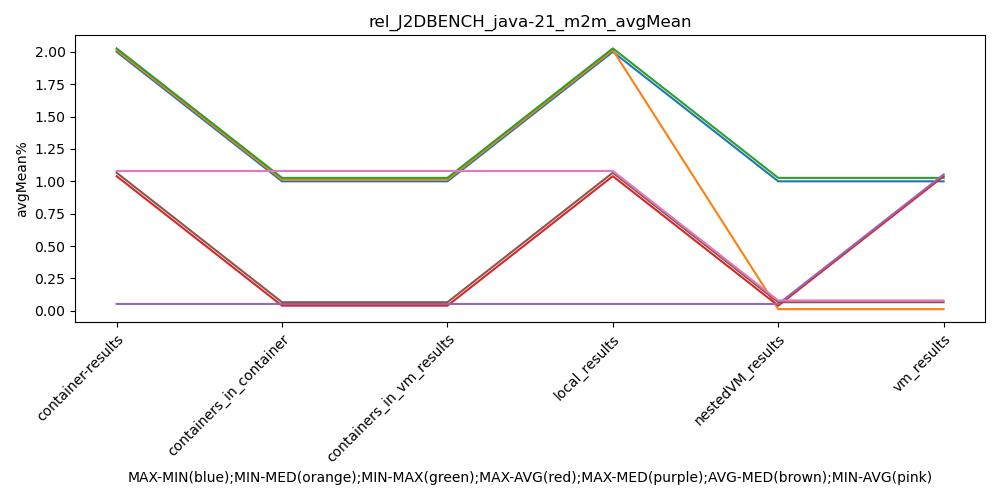 rel_J2DBENCH_java-21_m2m_avgMean
avgMean%
2.00
1.75
1.50
1.25
1.00
0.75
0.50
0.25
0.00
container-results
containers_in_container
containers_in_vm_results
local_results
nestedVM_results
vm_results
MAX-MIN(blue);MIN-MED(orange);MIN-MAX(green);MAX-AVG(red);MAX-MED(purple);AVG-MED(brown);MIN-AVG(pink)